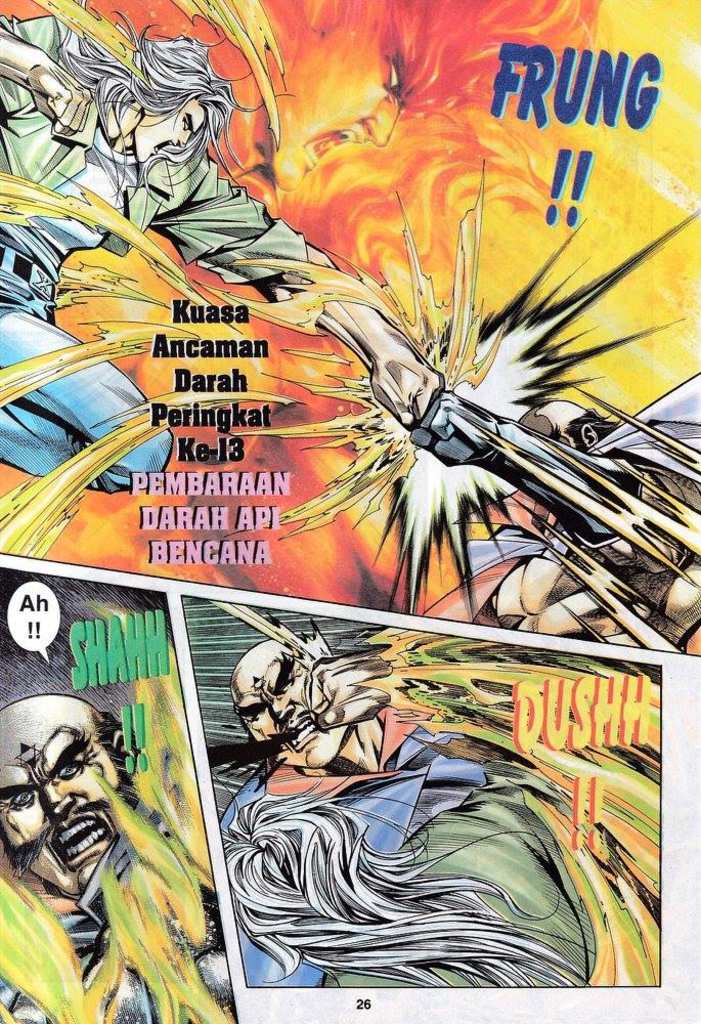 FRUNG
!!
Kuasa
Ancaman
Darah
Peringkat
Ke-13
PEMBARAAN
DARAH API
BENCANA
Ah
!!
SHAHH
!!
DUSHH
!!
26